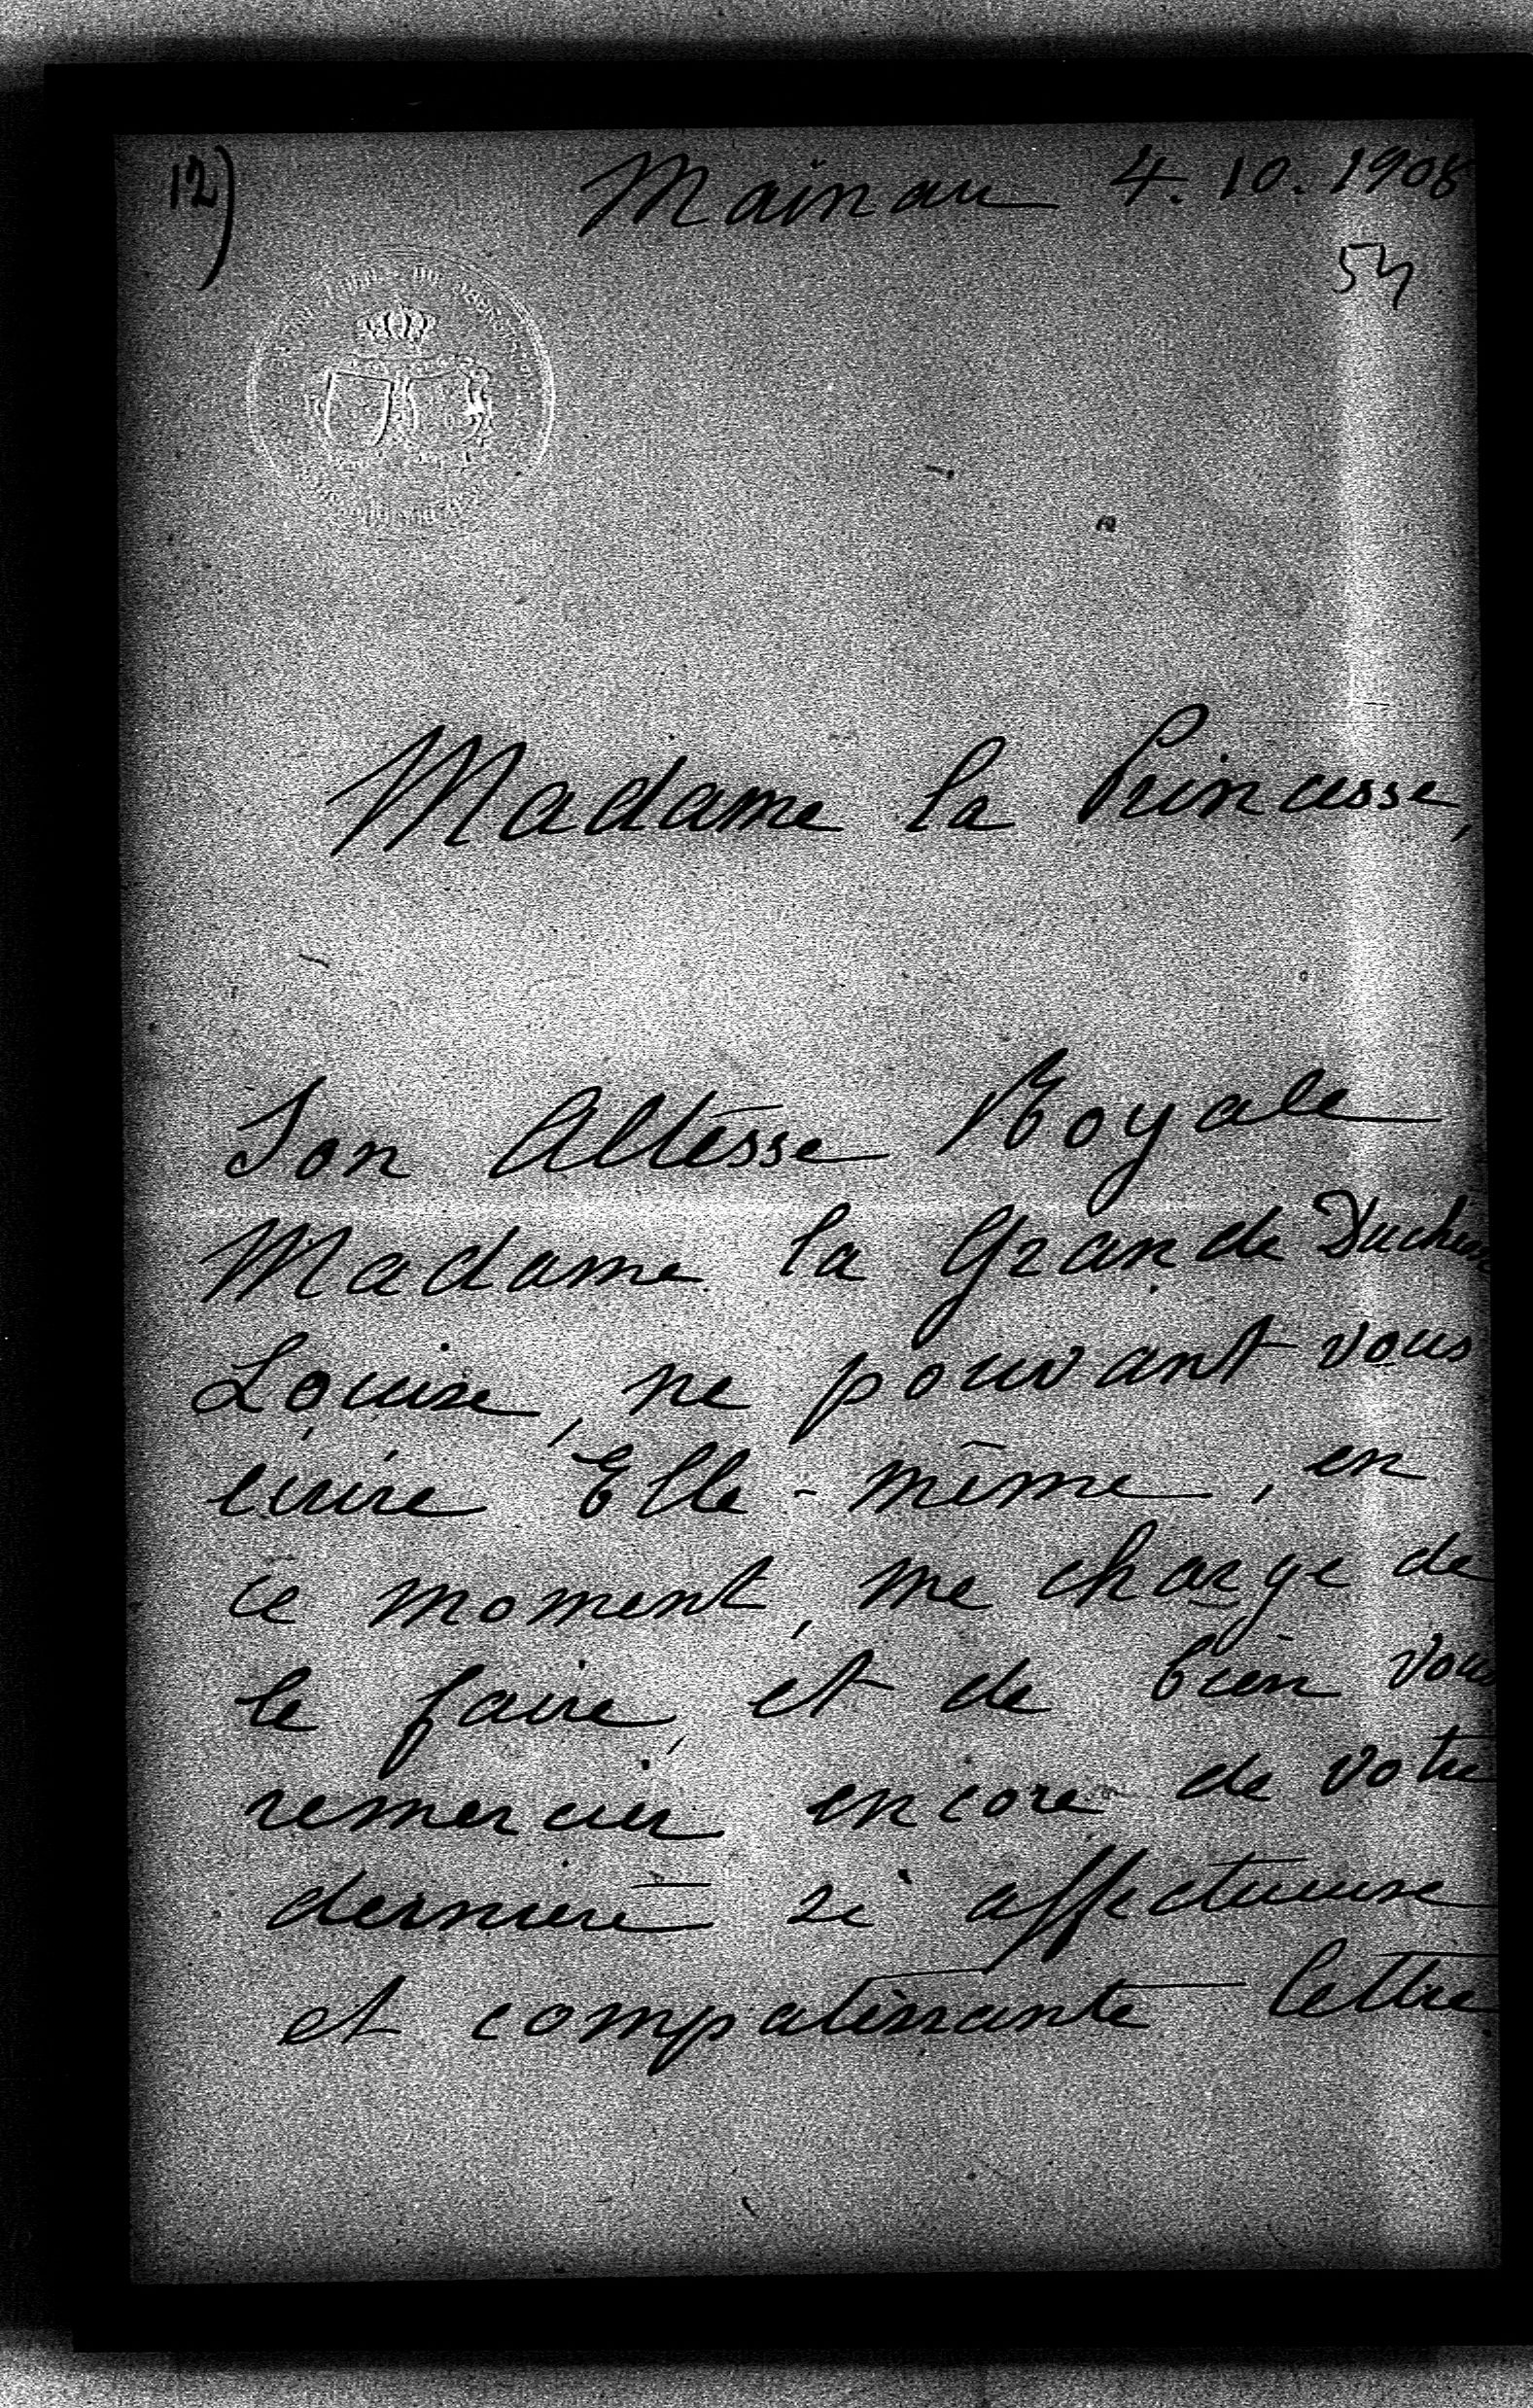 12)
Mainau 4. 10. 1908
54
Madame la Princesse,
Son Altesse Royale
Madame la Grande Duchesse
Louise, ne pouvant vous
écrire Elle-même, en
ce moment, me charge de
le faire, et de bien vous
remercier encore de votre
dernière si affectueuse
et compatissante lettre